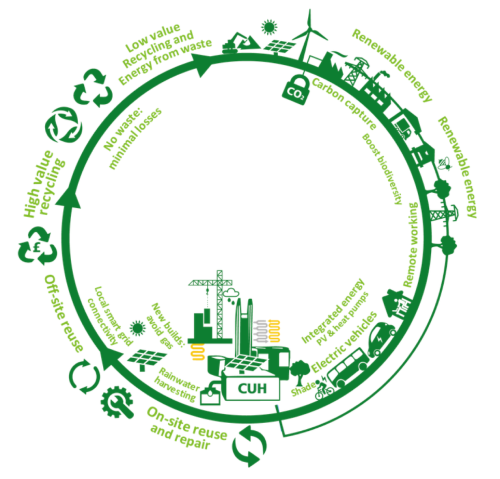 Low value
Recycling and
Energy from waste
Renewable energy
Renewable energy
CO₂
Carbon capture
Boost biodiversity
No waste:
minimal losses
High value
recycling
Remote working
£
Off-site reuse
Local smart grid
connectivity
New builds
avoid gas
Integrated energy
PV & heat pumps
Electric vehicles
Shade
Rainwater
harvesting
CUH
On-site reuse
and repair